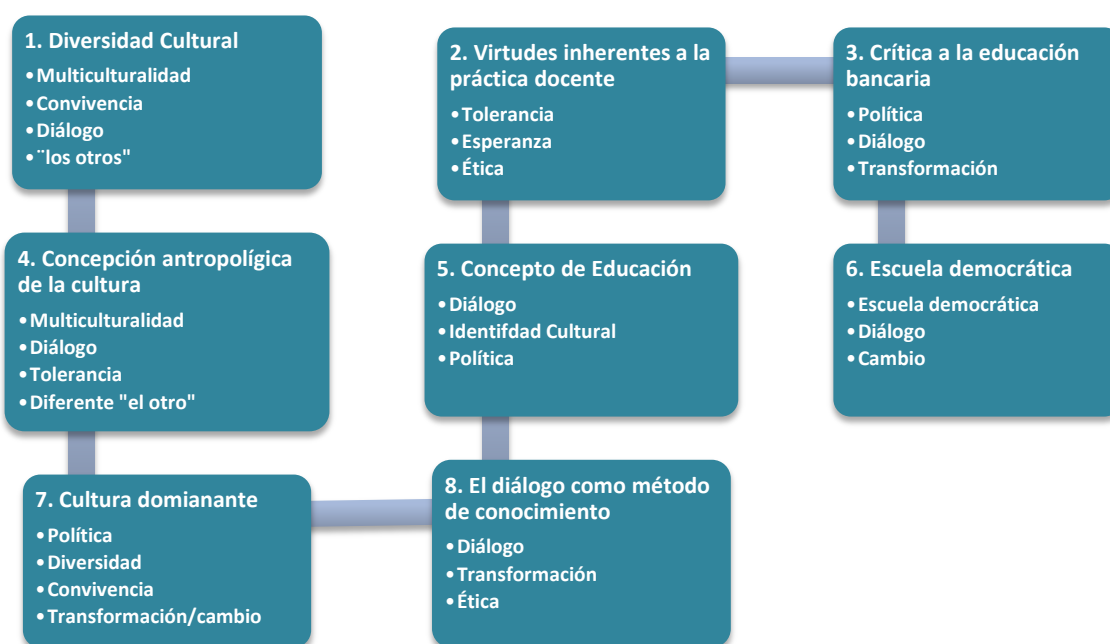 1. Diversidad Cultural
•Multiculturalidad
•Convivencia
•Diálogo
•¨los otros"
2. Virtudes inherentes a la
práctica docente
•Tolerancia
•Esperanza
•Ética
3. Crítica a la educación
bancaria
•Política
•Diálogo
•Transformación
4. Concepción antropolígica
de la cultura
•Multiculturalidad
•Diálogo
•Tolerancia
•Diferente "el otro"
5. Concepto de Educación
•Diálogo
•Identifdad Cultural
•Política
6. Escuela democrática
•Escuela democrática
•Diálogo
•Cambio
7. Cultura domianante
•Política
•Diversidad
•Convivencia
•Transformación/cambio
8. El diálogo como método
de conocimiento
•Diálogo
•Transformación
•Ética